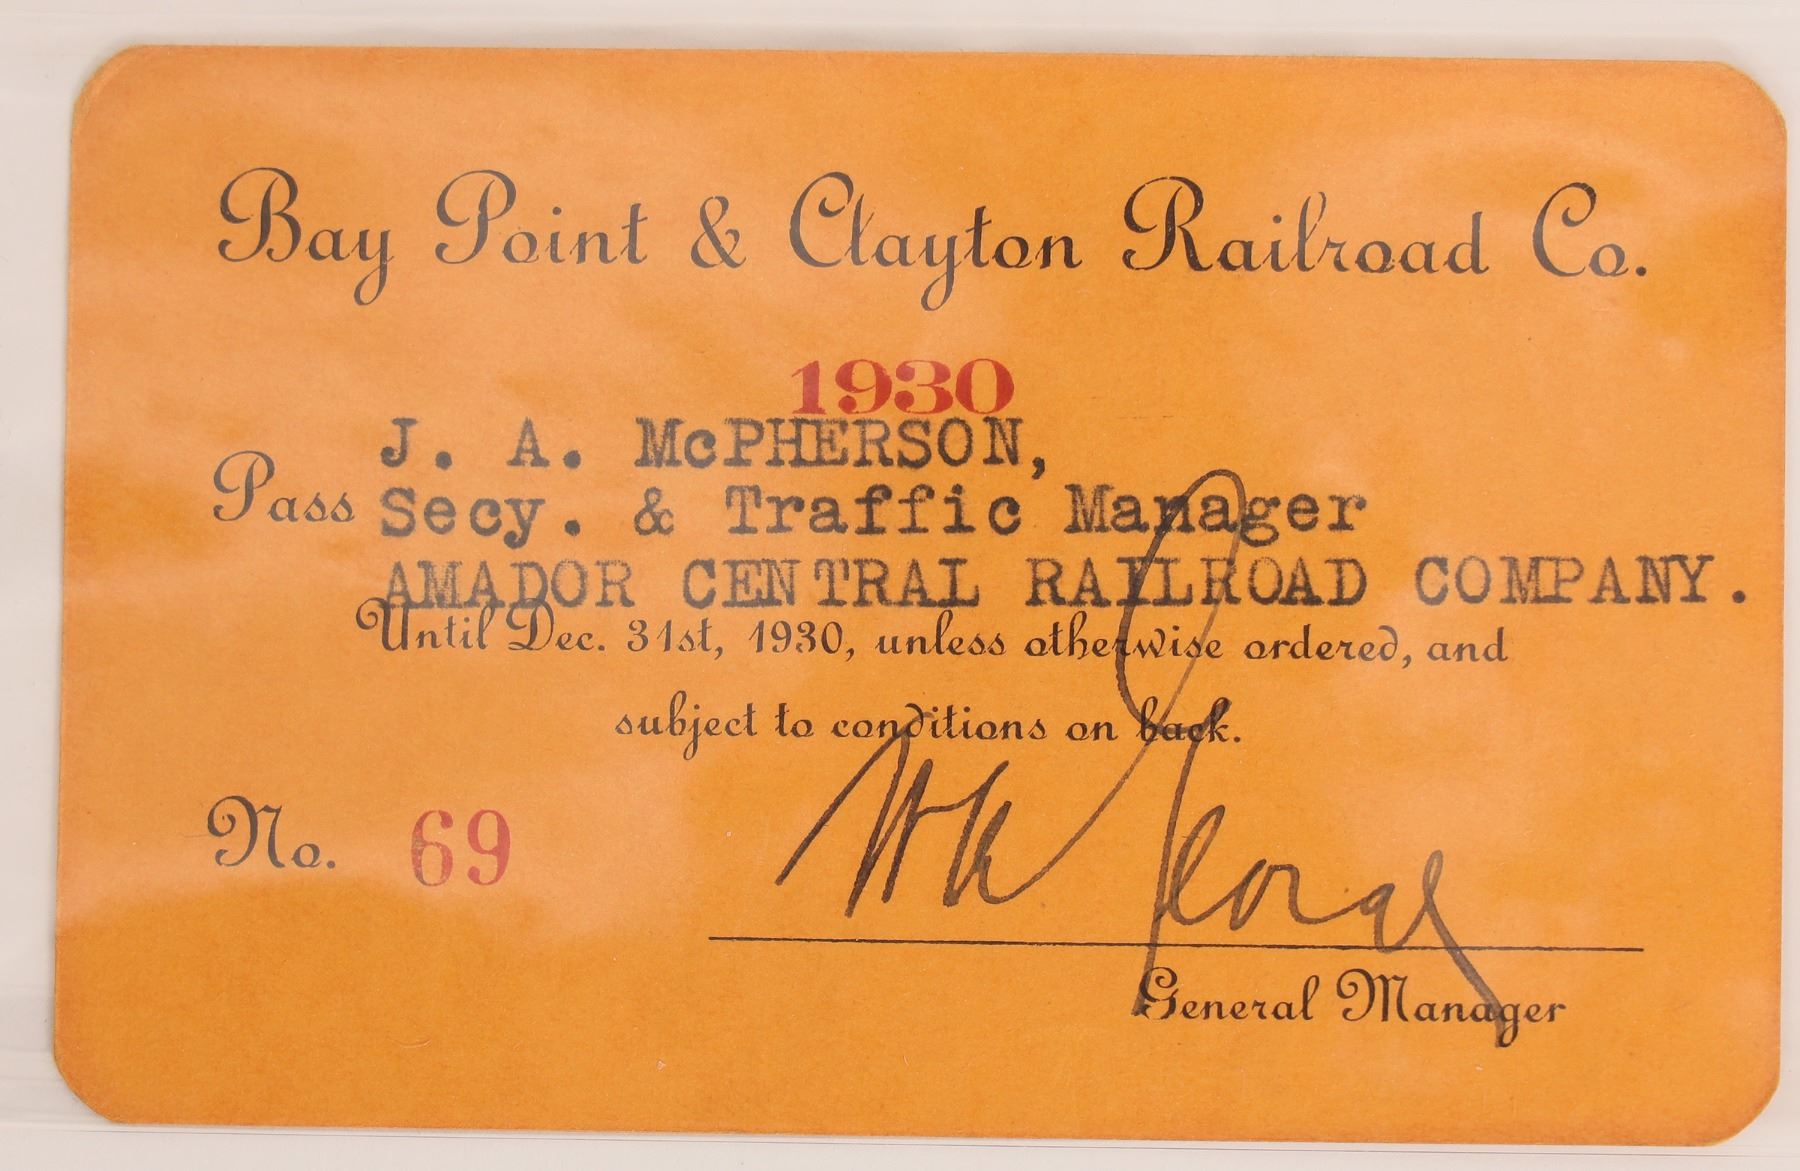 Bay Point & Clayton Railroad Co.
1930
J. A. McPHERSON,
Pass Secy. & Traffic Manager
AMADOR CENTRAL RAILROAD COMPANY.
Until Dec. 31st, 1930, unless otherwise ordered, and
subject to conditions on back.
No. 69
General Manager